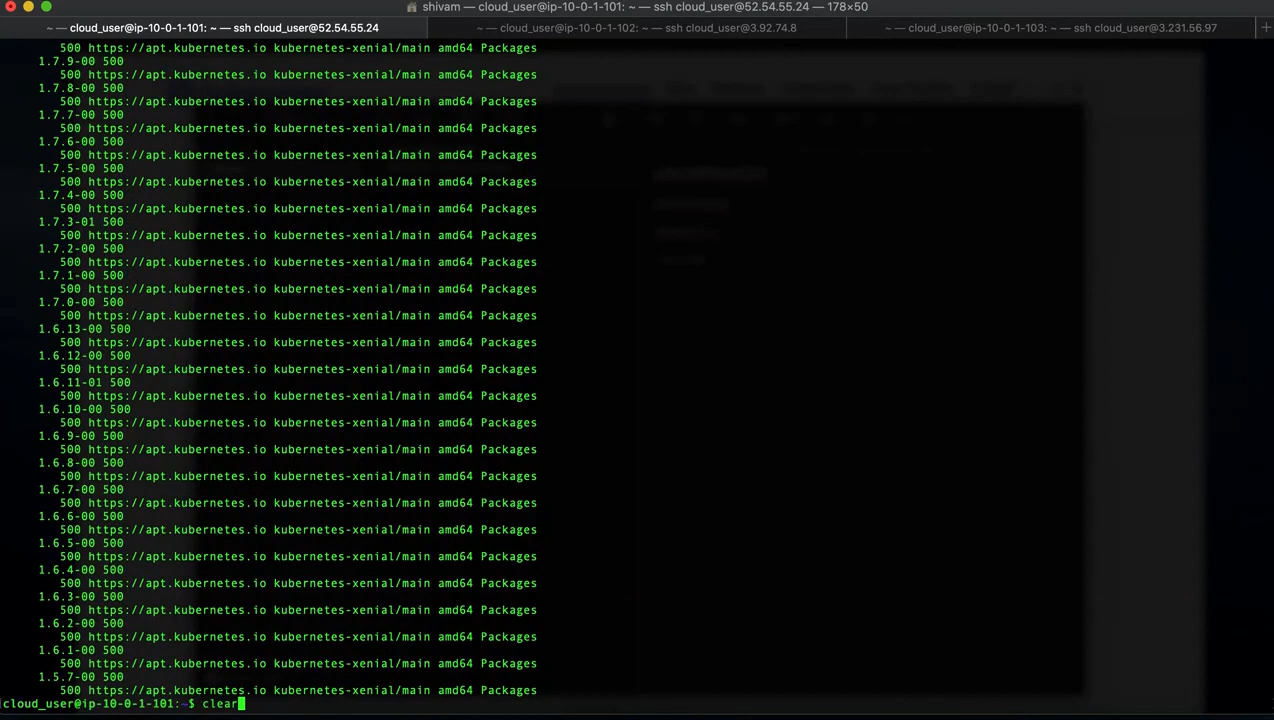 shivam — cloud_user@ip-10-0-1-101: ~ — ssh cloud_user@52.54.55.24 — 178×50
~ — cloud_user@ip-10-0-1-101: ~ — ssh cloud_user@52.54.55.24
~ — cloud_user@ip-10-0-1-102: ~ — ssh cloud_user@3.92.74.8
~ — cloud_user@ip-10-0-1-103: ~ — ssh cloud_user@3.231.56.97
500 https://apt.kubernetes.io kubernetes-xenial/main amd64 Packages
1.7.9-00 500
500 https://apt.kubernetes.io kubernetes-xenial/main amd64 Packages
1.7.8-00 500
500 https://apt.kubernetes.io kubernetes-xenial/main amd64 Packages
1.7.7-00 500
500 https://apt.kubernetes.io kubernetes-xenial/main amd64 Packages
1.7.6-00 500
500 https://apt.kubernetes.io kubernetes-xenial/main amd64 Packages
1.7.5-00 500
500 https://apt.kubernetes.io kubernetes-xenial/main amd64 Packages
1.7.4-00 500
500 https://apt.kubernetes.io kubernetes-xenial/main amd64 Packages
1.7.3-01 500
500 https://apt.kubernetes.io kubernetes-xenial/main amd64 Packages
1.7.2-00 500
500 https://apt.kubernetes.io kubernetes-xenial/main amd64 Packages
1.7.1-00 500
500 https://apt.kubernetes.io kubernetes-xenial/main amd64 Packages
1.7.0-00 500
500 https://apt.kubernetes.io kubernetes-xenial/main amd64 Packages
1.6.13-00 500
500 https://apt.kubernetes.io kubernetes-xenial/main amd64 Packages
1.6.12-00 500
500 https://apt.kubernetes.io kubernetes-xenial/main amd64 Packages
1.6.11-01 500
500 https://apt.kubernetes.io kubernetes-xenial/main amd64 Packages
1.6.10-00 500
500 https://apt.kubernetes.io kubernetes-xenial/main amd64 Packages
1.6.9-00 500
500 https://apt.kubernetes.io kubernetes-xenial/main amd64 Packages
1.6.8-00 500
500 https://apt.kubernetes.io kubernetes-xenial/main amd64 Packages
1.6.7-00 500
500 https://apt.kubernetes.io kubernetes-xenial/main amd64 Packages
1.6.6-00 500
500 https://apt.kubernetes.io kubernetes-xenial/main amd64 Packages
1.6.5-00 500
500 https://apt.kubernetes.io kubernetes-xenial/main amd64 Packages
1.6.4-00 500
500 https://apt.kubernetes.io kubernetes-xenial/main amd64 Packages
1.6.3-00 500
500 https://apt.kubernetes.io kubernetes-xenial/main amd64 Packages
1.6.2-00 500
500 https://apt.kubernetes.io kubernetes-xenial/main amd64 Packages
1.6.1-00 500
500 https://apt.kubernetes.io kubernetes-xenial/main amd64 Packages
1.5.7-00 500
500 https://apt.kubernetes.io kubernetes-xenial/main amd64 Packages
cloud_user@ip-10-0-1-101:~$ clear